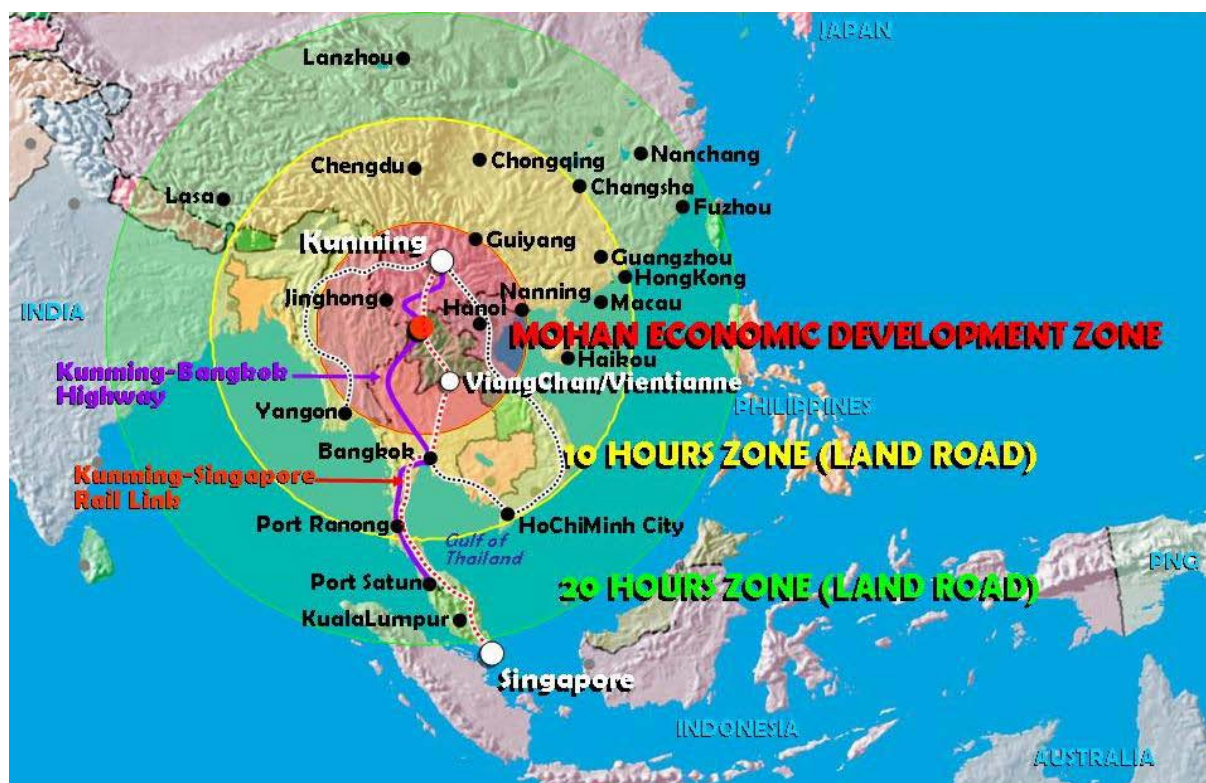 JAPAN
Lanzhou
Chengdu
Chongqing
Nanchang
Lasa
Changsha
Fuzhou
Kunming
Guiyang
Guangzhou
HongKong
INDIA
Jinghong
Nanning
Hanoi
Macau
MOHAN ECONOMIC DEVELOPMENT ZONE
Haikou
Kunming-Bangkok
Highway
ViangChan/Vientianne
Yangon
PHILIPPINES
Bangkok
10 HOURS ZONE (LAND ROAD)
Kunming-Singapore
Rail Link
Port Ranong
HoChiMinh City
Gulf of
Thailand
PNG
Port Satun
20 HOURS ZONE (LAND ROAD)
KualaLumpur
Singapore
INDONESIA
AUSTRALIA